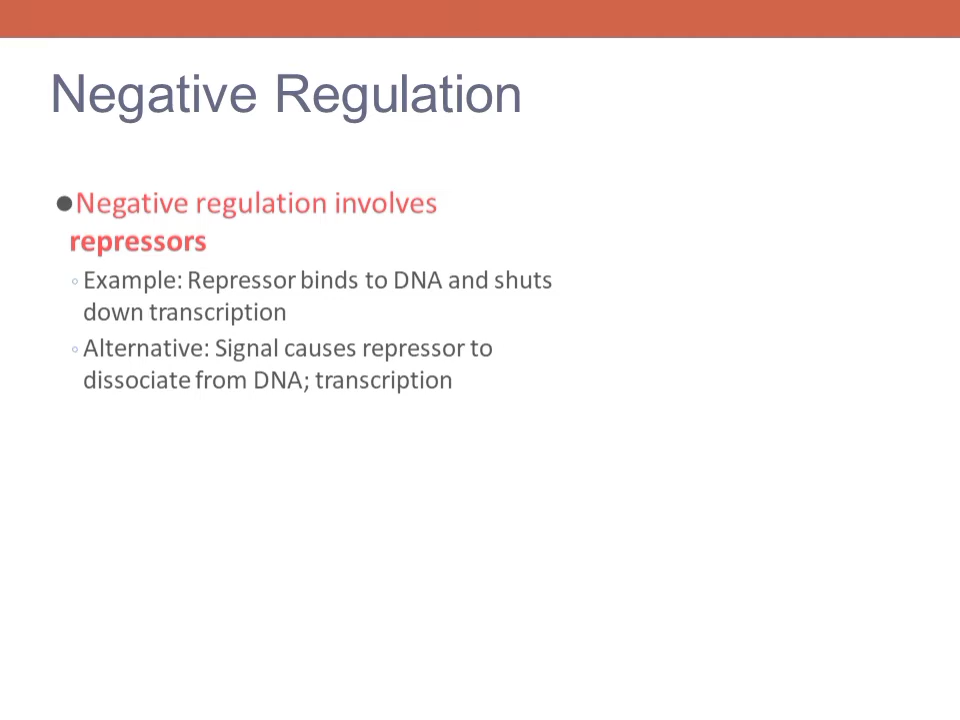 Negative Regulation
●Negative regulation involves
repressors
◦ Example: Repressor binds to DNA and shuts
down transcription
◦ Alternative: Signal causes repressor to
dissociate from DNA; transcription